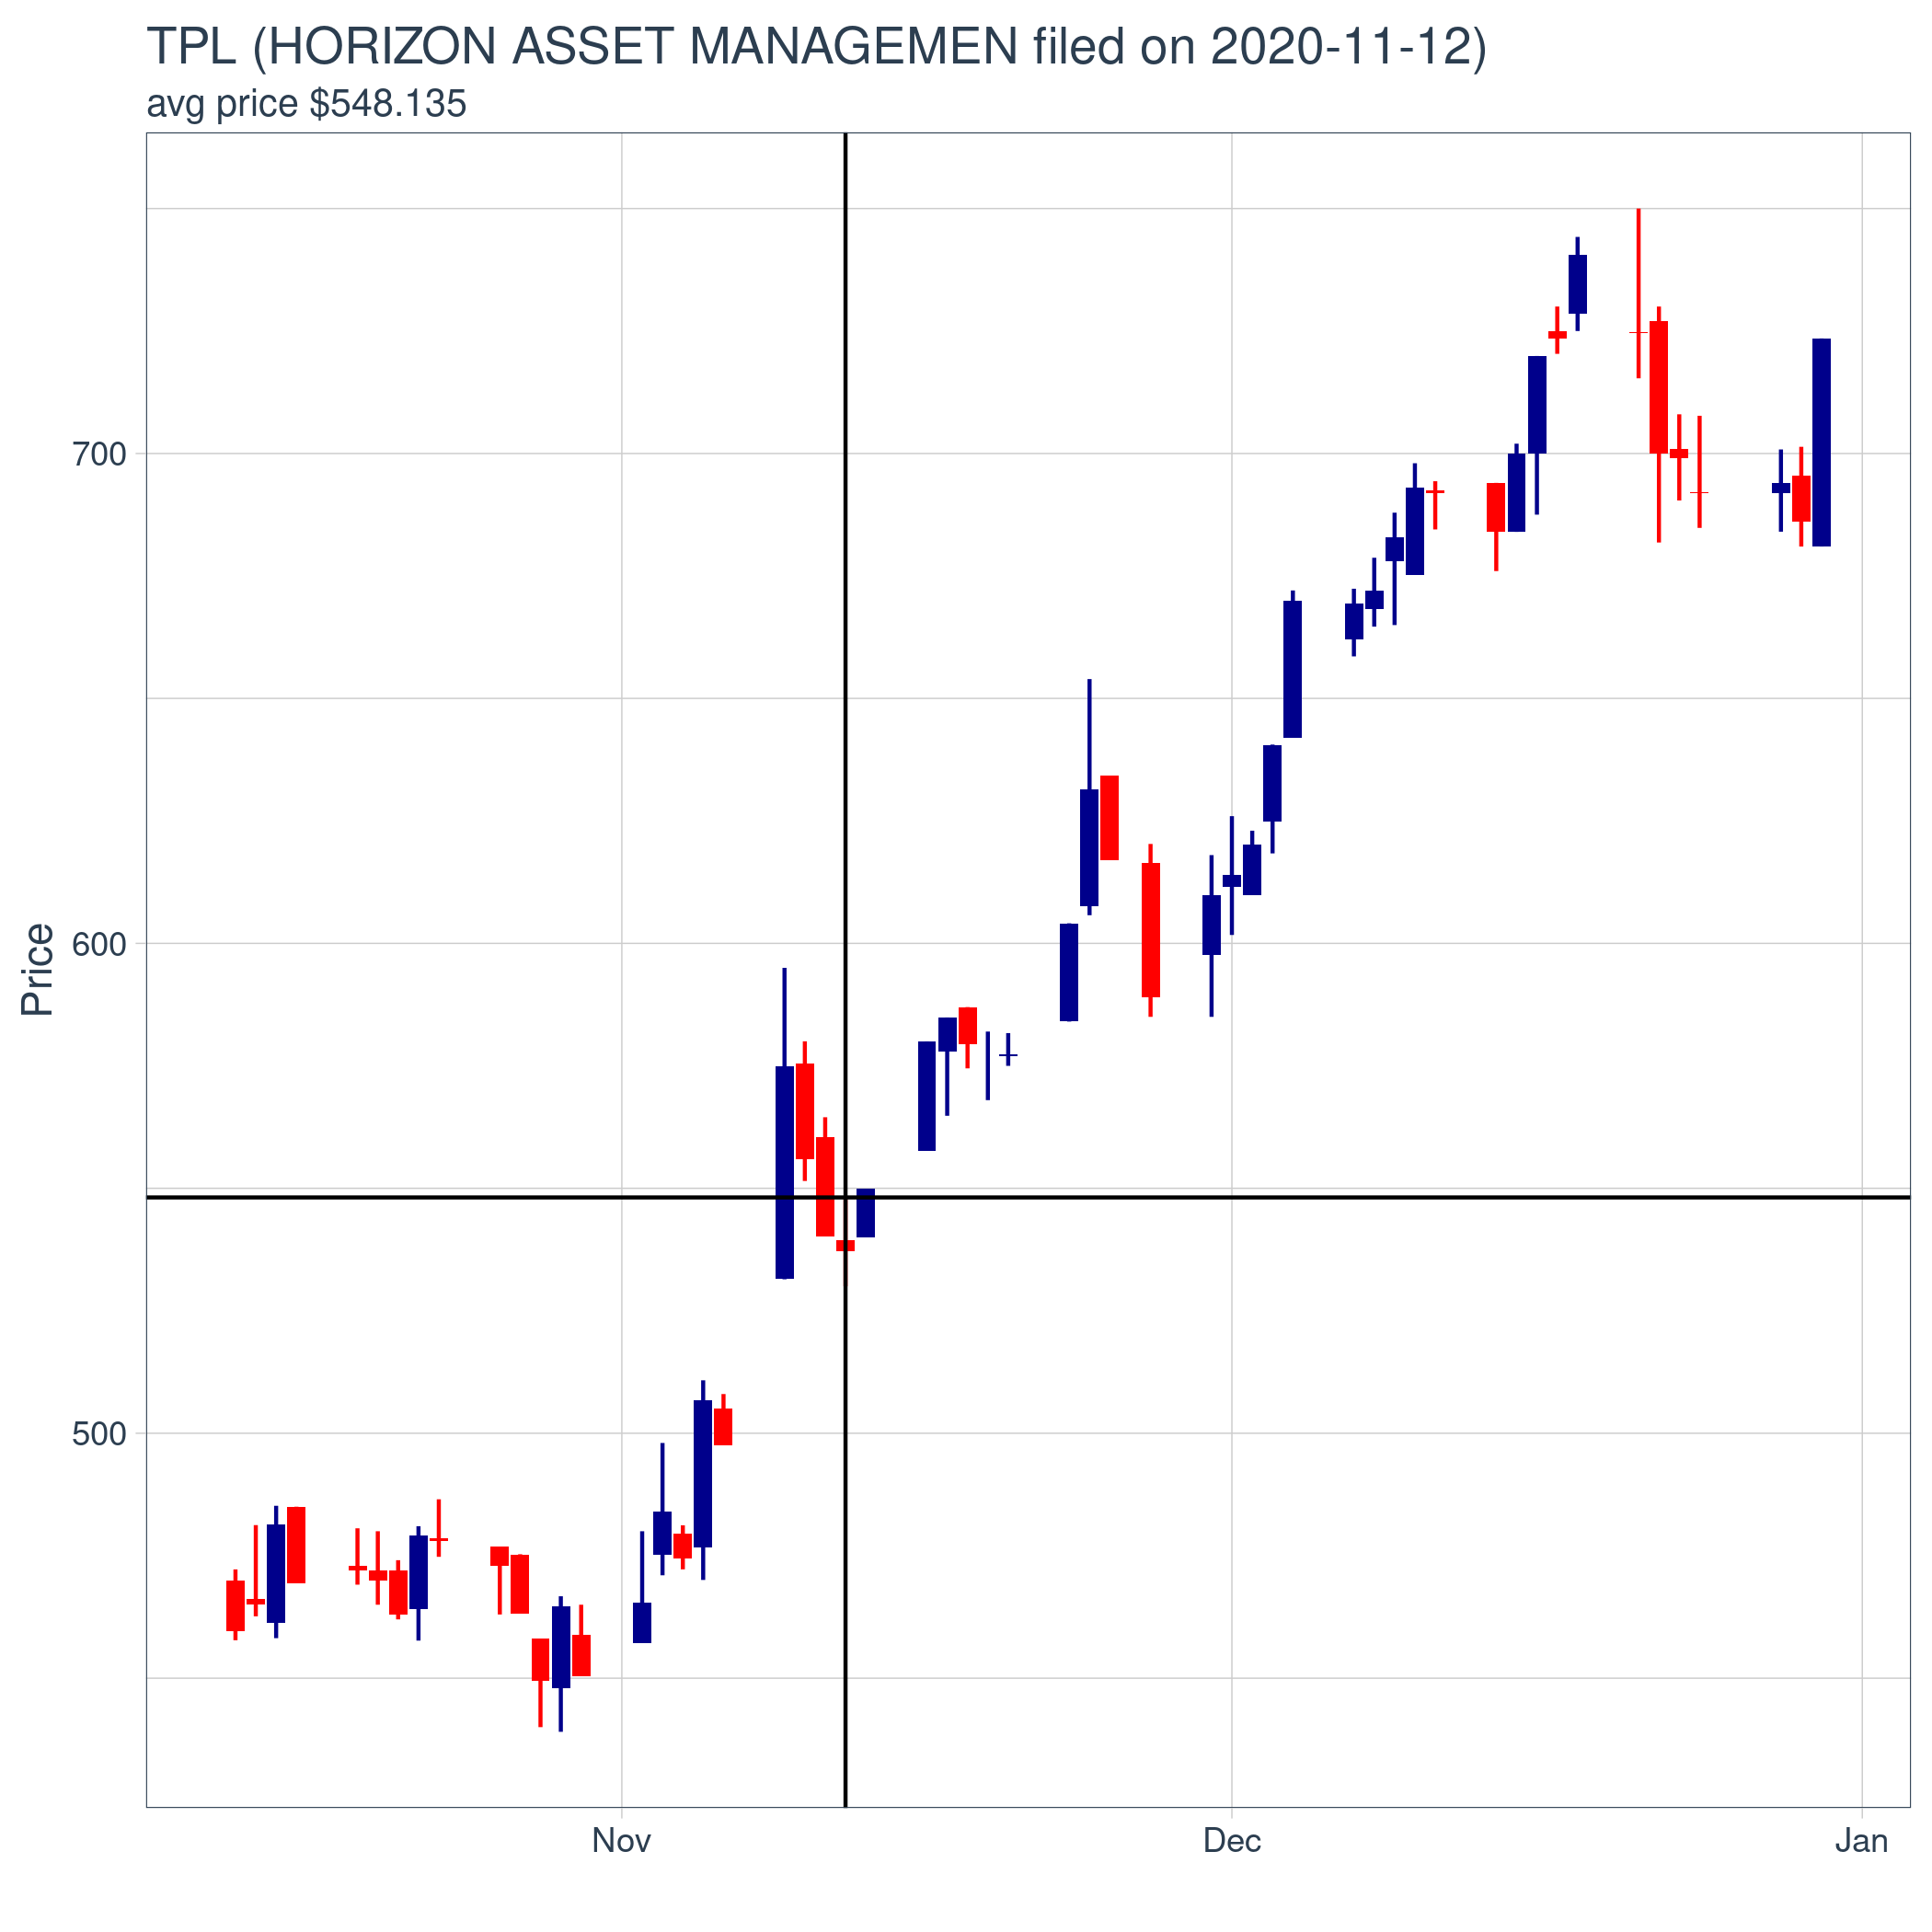 TPL (HORIZON ASSET MANAGEMEN filed on 2020-11-12)
avg price $548.135
Price
700
600
500
Nov Dec Jan